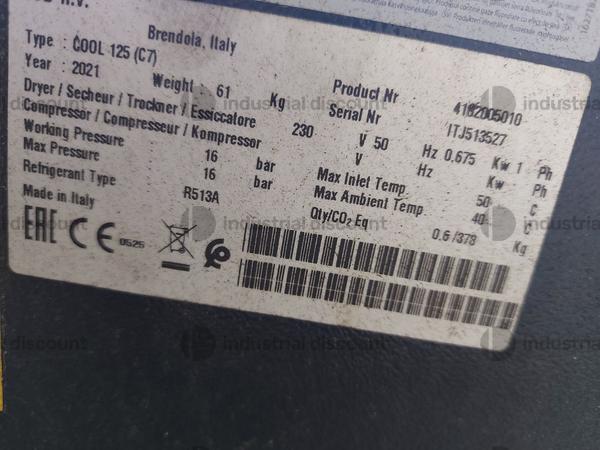 N.V.
Brendola, Italy
Type : COOL 125 (C7)
Year : 2021
Weight : 61 Kg
Product Nr 4182005010
Serial Nr ITJ513527
Dryer / Secheur / Trockner / Essiccatore 230 V 50 Hz 0,675 Kw 1 Ph
Compressor / Compresseur / Kompressor V Hz Kw Ph
Working Pressure 16 bar Max Inlet Temp 50 C
Max Pressure 16 bar Max Ambient Temp 40 C
Refrigerant Type R513A Qty/CO₂ Eq 0.6 /378 Kg
Made in Italy
EAC CE 0525
industrial discount